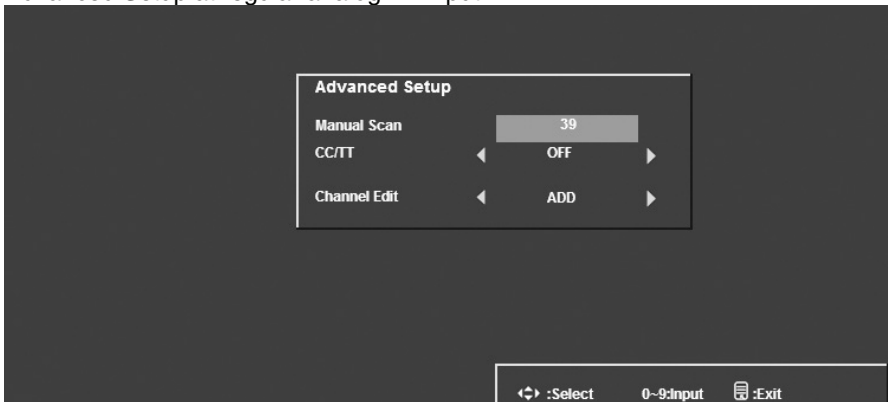 Advanced Setup
Manual Scan 39
CC/TT OFF
Channel Edit ADD
:Select 0~9:Input :Exit